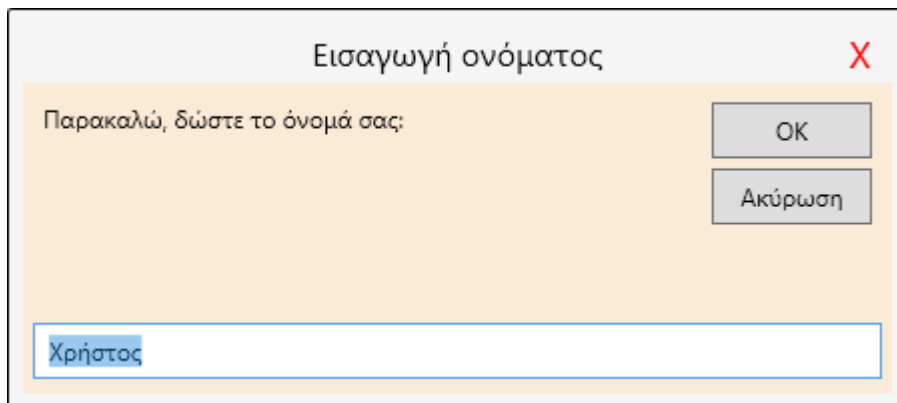 Εισαγωγή ονόματος
X
Παρακαλώ, δώστε το όνομά σας:
OK
Ακύρωση
Χρήστος